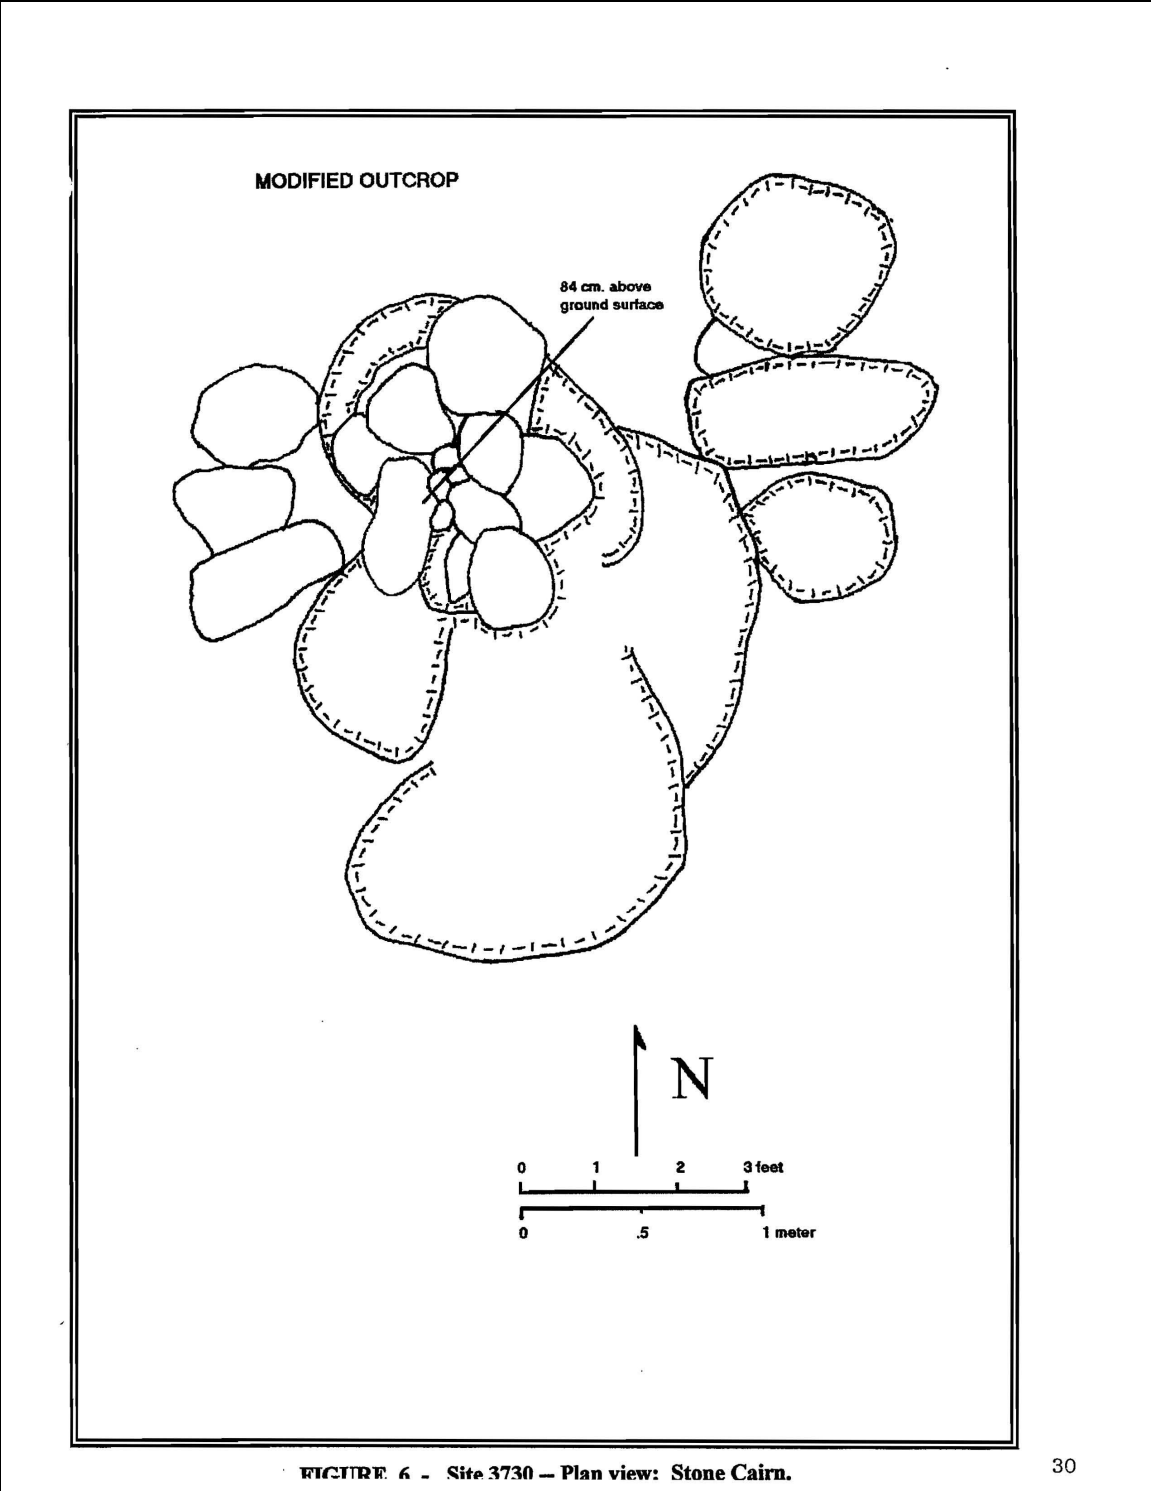 MODIFIED OUTCROP
84 cm. above
ground surface
N
0 1 2 3 feet
0 .5 1 meter
FIGURE 6 - Site 3730 – Plan view: Stone Cairn.
30